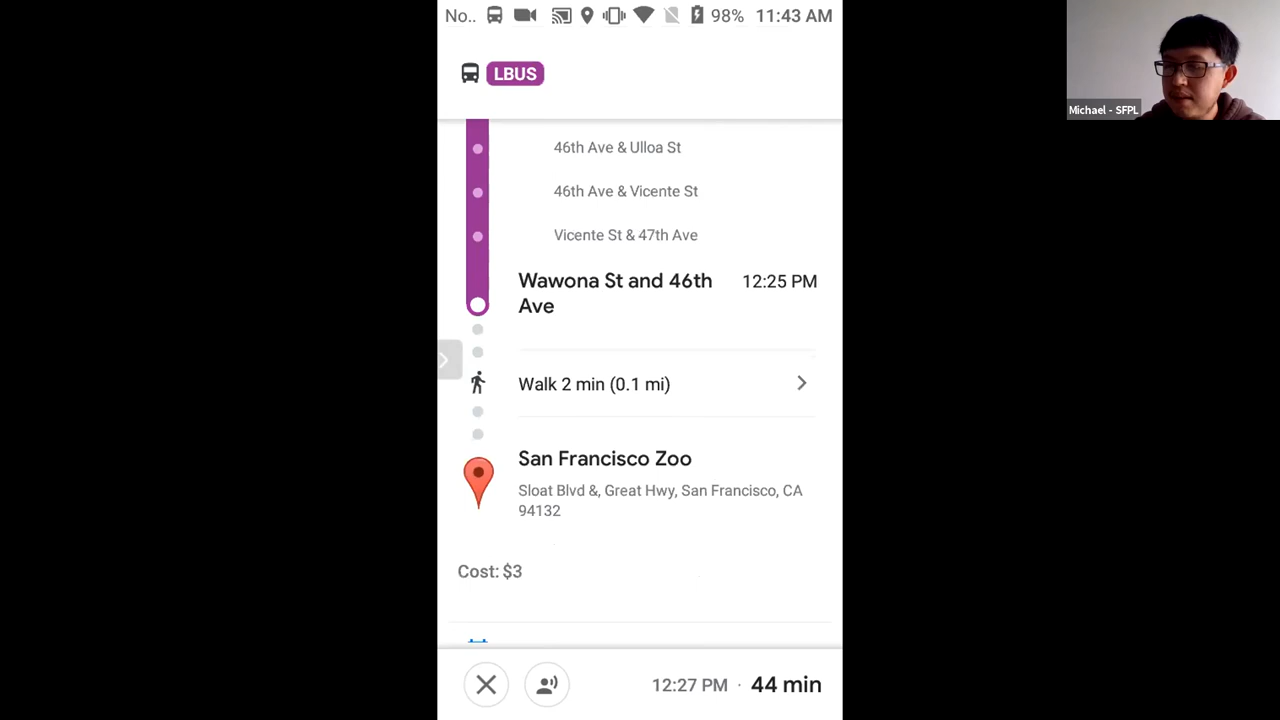 No..
98%
11:43 AM
LBUS
46th Ave & Ulloa St
46th Ave & Vicente St
Vicente St & 47th Ave
Wawona St and 46th
Ave
12:25 PM
Walk 2 min (0.1 mi)
San Francisco Zoo
Sloat Blvd &, Great Hwy, San Francisco, CA
94132
Cost: $3
12:27 PM · 44 min
Michael - SFPL